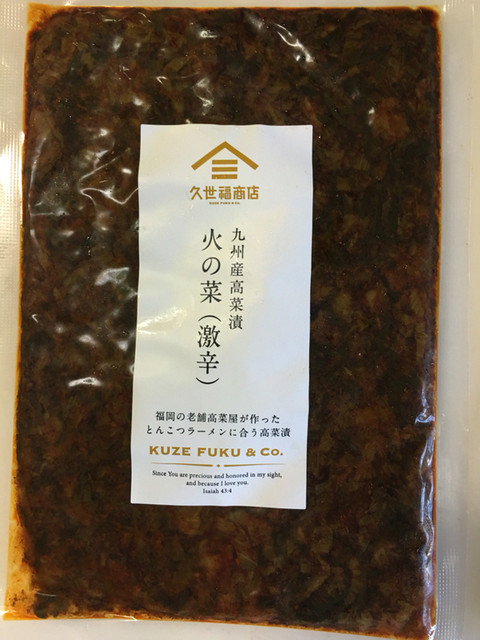 久世福商店
KUZE FUKU & Co.
九州産高菜漬
火の菜(激辛)
福岡の老舗高菜屋が作った
とんこつラーメンに合う高菜漬
KUZE FUKU & Co.
Since You are precious and honored in my sight,
and because I love you.
Isaiah 43:4